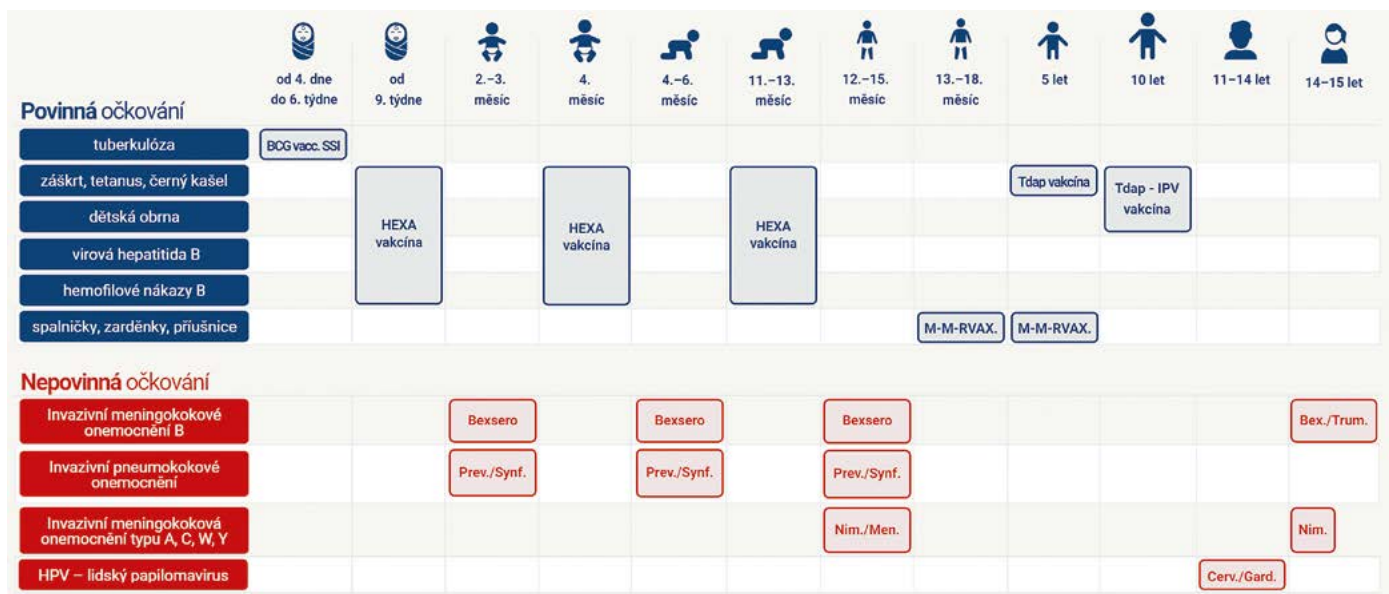 od 4. dne
do 6. týdne
od
9. týdne
2.–3.
měsíc
4.
měsíc
4.–6.
měsíc
11.–13.
měsíc
12.–15.
měsíc
13.–18.
měsíc
5 let
10 let
11–14 let
14–15 let
Povinná očkování
tuberkulóza
BCG vacc. SSI
záškrt, tetanus, černý kašel
HEXA
vakcína
HEXA
vakcína
HEXA
vakcína
Tdap vakcína
Tdap - IPV
vakcína
dětská obrna
virová hepatitida B
hemofilové nákazy B
spalničky, zarděnky, příušnice
M-M-RVAX.
M-M-RVAX.
Nepovinná očkování
Invazivní meningokokové
onemocnění B
Bexsero
Bexsero
Bexsero
Bex./Trum.
Invazivní pneumokokové
onemocnění
Prev./Synf.
Prev./Synf.
Prev./Synf.
Invazivní meningokoková
onemocnění typu A, C, W, Y
Nim./Men.
Nim.
HPV – lidský papilomavirus
Cerv./Gard.